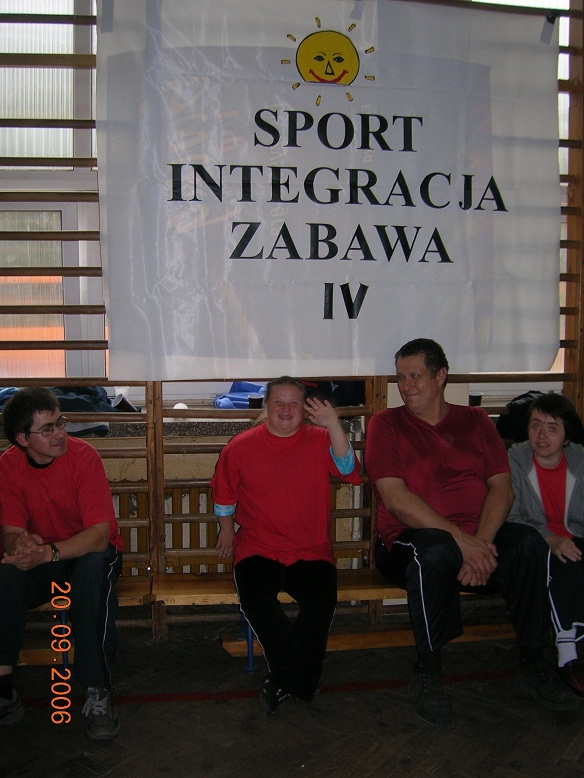 SPORT
INTEGRACJA
ZABAWA
IV
20.09.2006